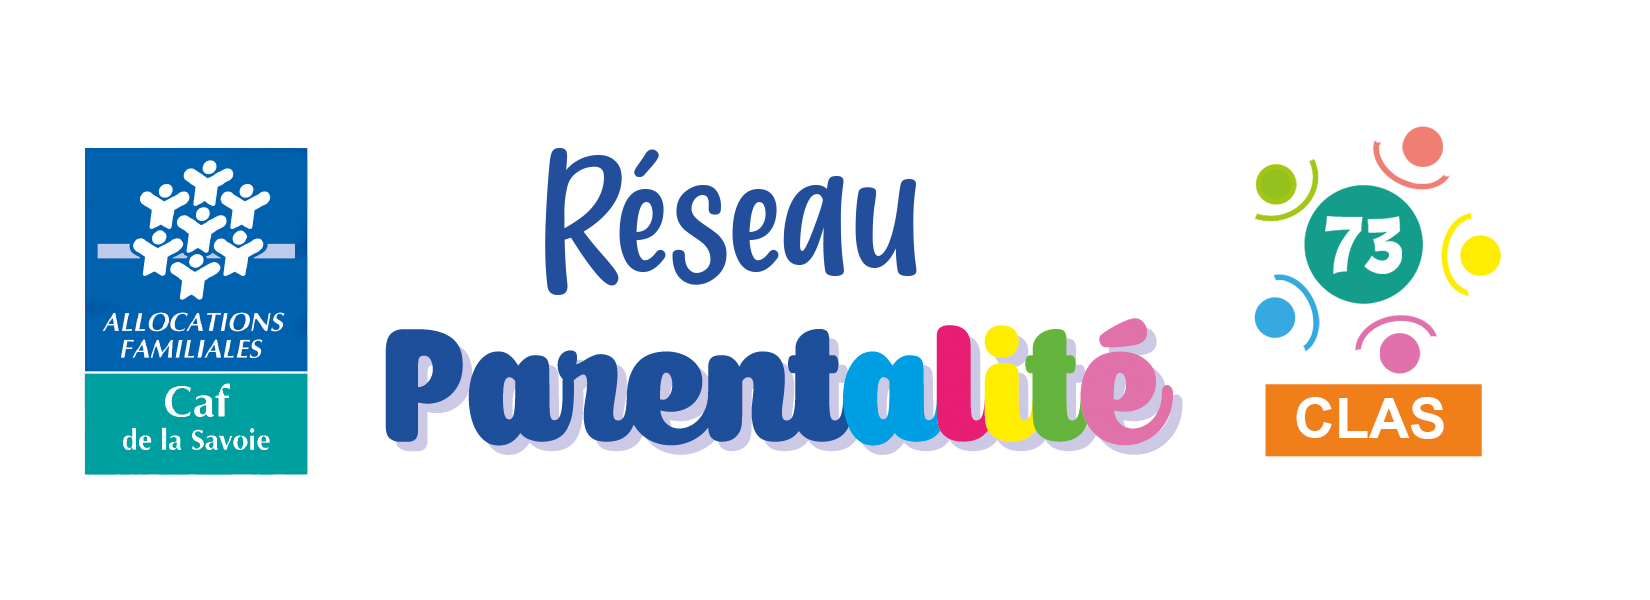 ALLOCATIONS
FAMILIALES
Caf
de la Savoie
Réseau
Parentalité
73
CLAS